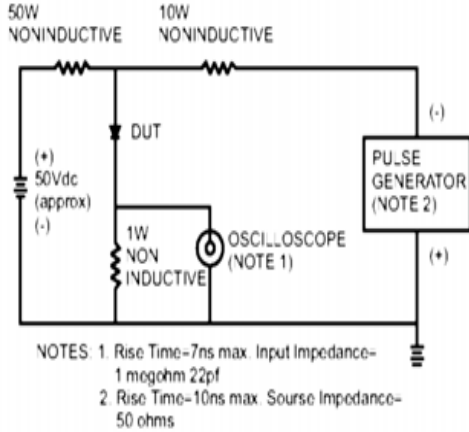 50W
NONINDUCTIVE
10W
NONINDUCTIVE
DUT
(+)
50Vdc
(approx)
(-)
1W
NON
INDUCTIVE
OSCILLOSCOPE
(NOTE 1)
(-)
PULSE
GENERATOR
(NOTE 2)
(+)
NOTES: 1. Rise Time=7ns max. Input Impedance=
1 megohm 22pf
2. Rise Time=10ns max. Sourse Impedance=
50 ohms